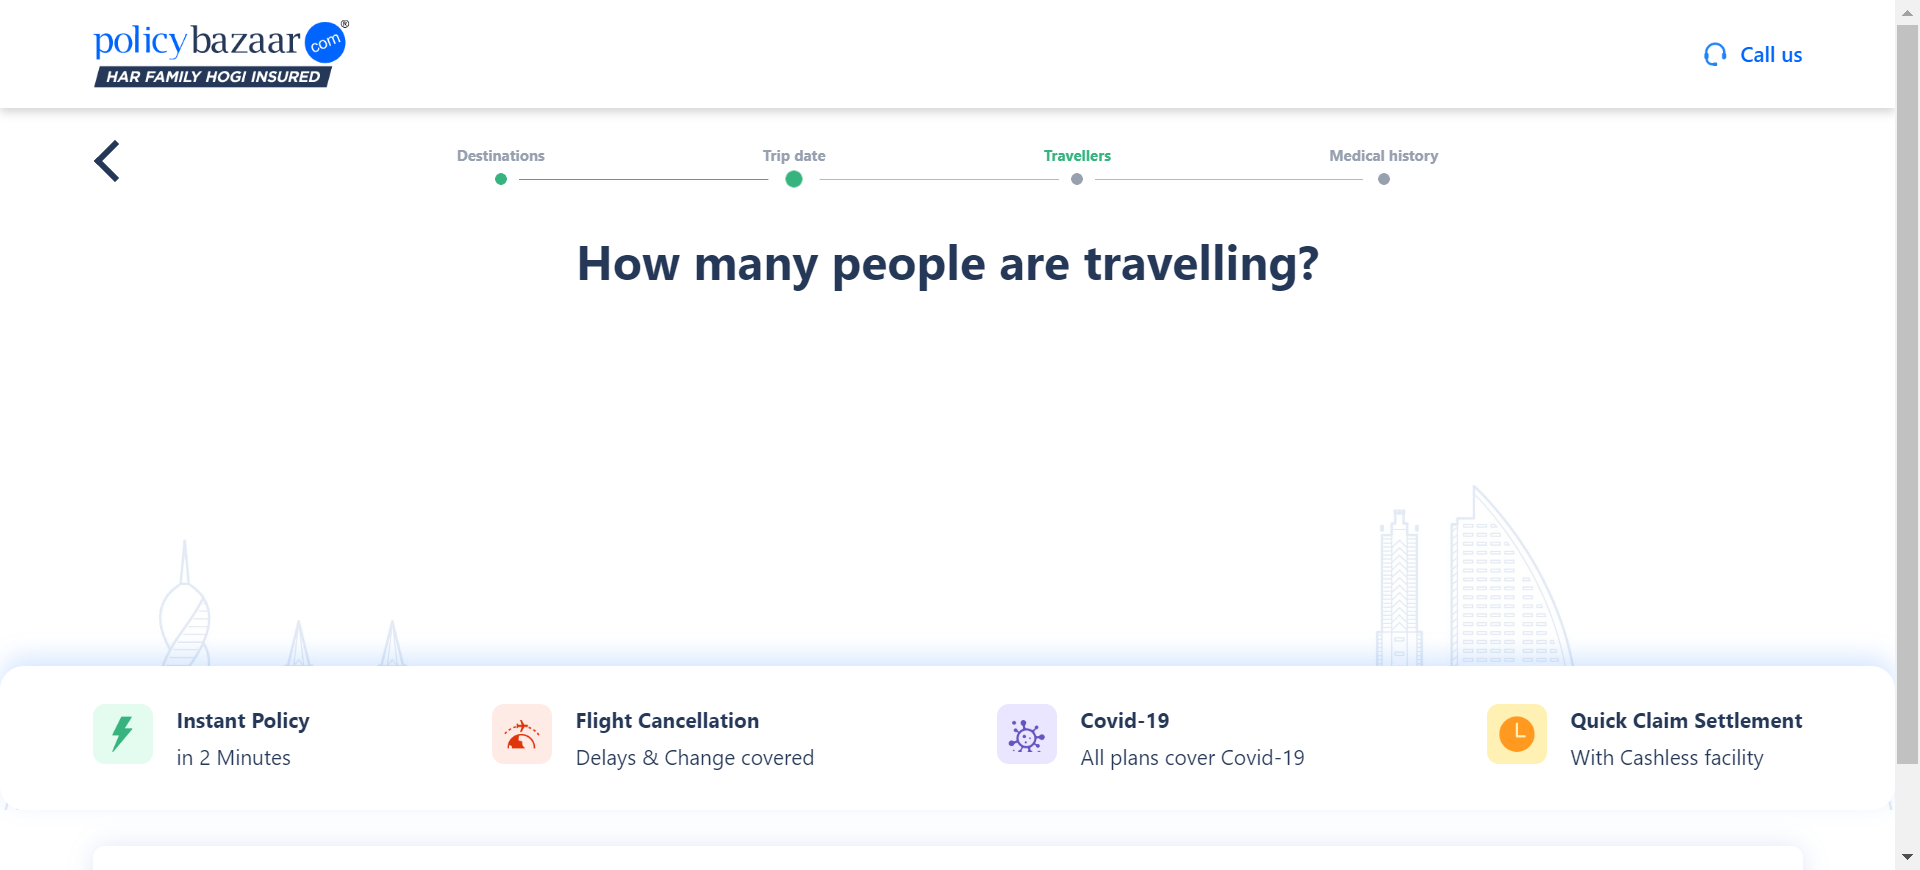 policybazaar com ®
HAR FAMILY HOGI INSURED
Call us
Destinations
Trip date
Travellers
Medical history
How many people are travelling?
Instant Policy
in 2 Minutes
Flight Cancellation
Delays & Change covered
Covid-19
All plans cover Covid-19
Quick Claim Settlement
With Cashless facility